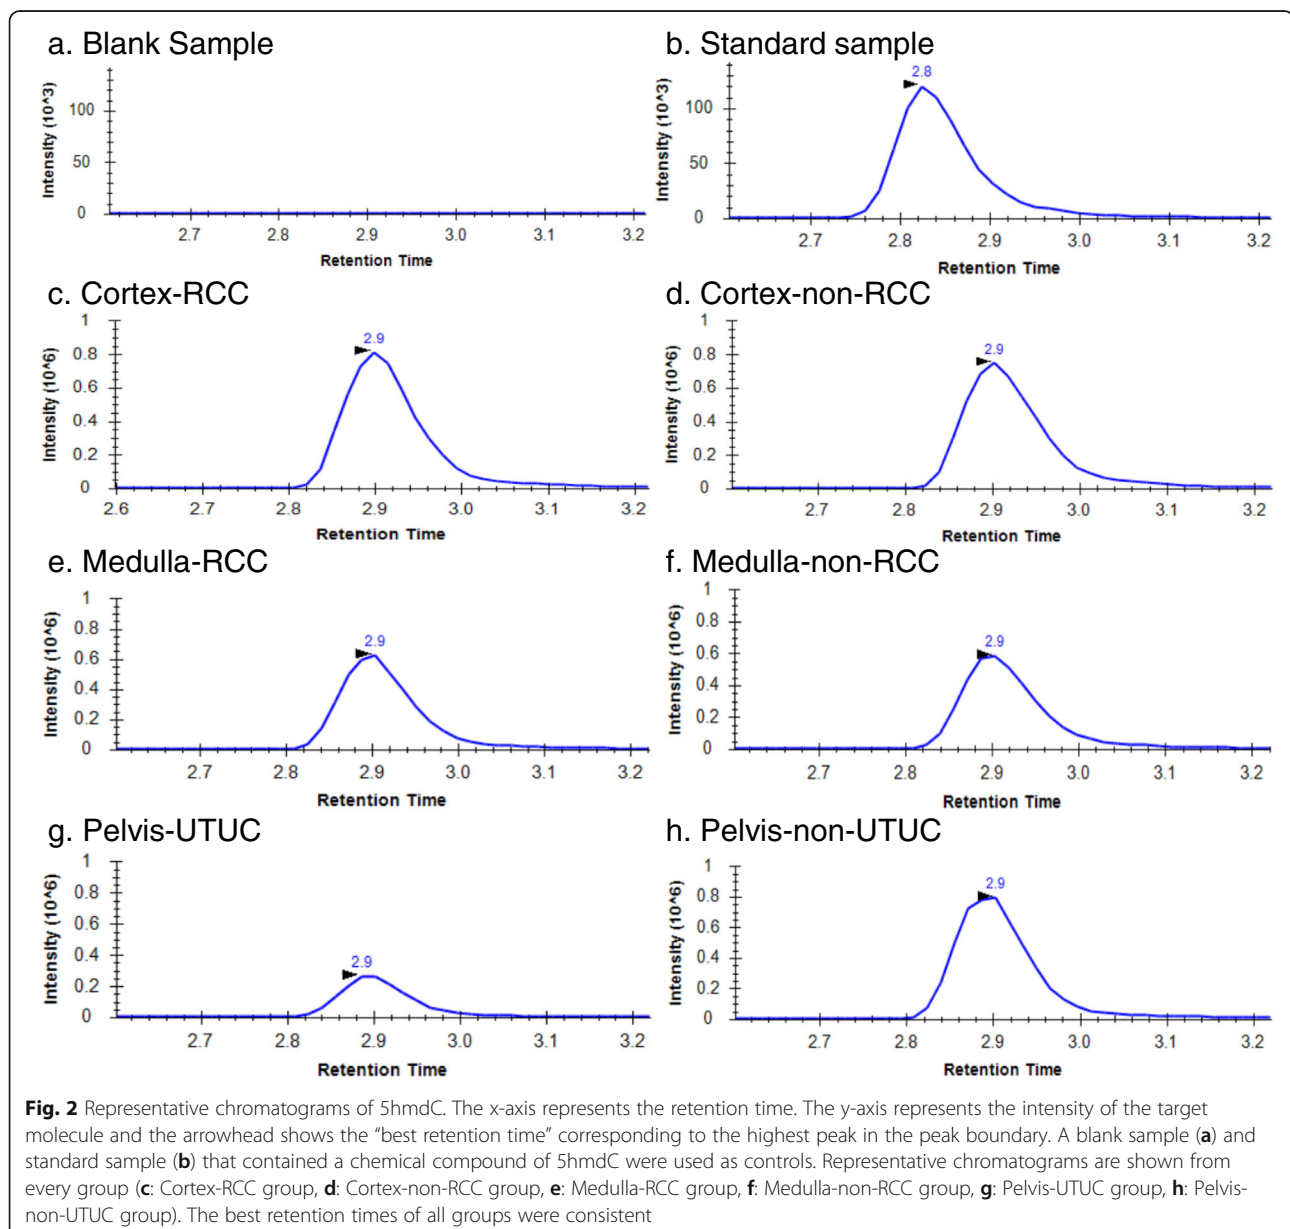 a. Blank Sample
Intensity (10^3)
100
50
0
2.7 2.8 2.9 3.0 3.1 3.2
Retention Time
b. Standard sample
2.8
Intensity (10^3)
100
50
0
2.7 2.8 2.9 3.0 3.1 3.2
Retention Time
c. Cortex-RCC
2.9
Intensity (10^6)
1
0.8
0.6
0.4
0.2
0
2.6 2.7 2.8 2.9 3.0 3.1 3.2
Retention Time
d. Cortex-non-RCC
2.9
Intensity (10^6)
1
0.8
0.6
0.4
0.2
0
2.7 2.8 2.9 3.0 3.1 3.2
Retention Time
e. Medulla-RCC
2.9
Intensity (10^6)
1
0.8
0.6
0.4
0.2
0
2.7 2.8 2.9 3.0 3.1 3.2
Retention Time
f. Medulla-non-RCC
2.9
Intensity (10^6)
1
0.8
0.6
0.4
0.2
0
2.7 2.8 2.9 3.0 3.1 3.2
Retention Time
g. Pelvis-UTUC
2.9
Intensity (10^6)
1
0.8
0.6
0.4
0.2
0
2.7 2.8 2.9 3.0 3.1 3.2
Retention Time
h. Pelvis-non-UTUC
2.9
Intensity (10^6)
1
0.8
0.6
0.4
0.2
0
2.7 2.8 2.9 3.0 3.1 3.2
Retention Time
Fig. 2 Representative chromatograms of 5hmdC. The x-axis represents the retention time. The y-axis represents the intensity of the target
molecule and the arrowhead shows the “best retention time” corresponding to the highest peak in the peak boundary. A blank sample (a) and
standard sample (b) that contained a chemical compound of 5hmdC were used as controls. Representative chromatograms are shown from
every group (c: Cortex-RCC group, d: Cortex-non-RCC group, e: Medulla-RCC group, f: Medulla-non-RCC group, g: Pelvis-UTUC group, h: Pelvis-
non-UTUC group). The best retention times of all groups were consistent